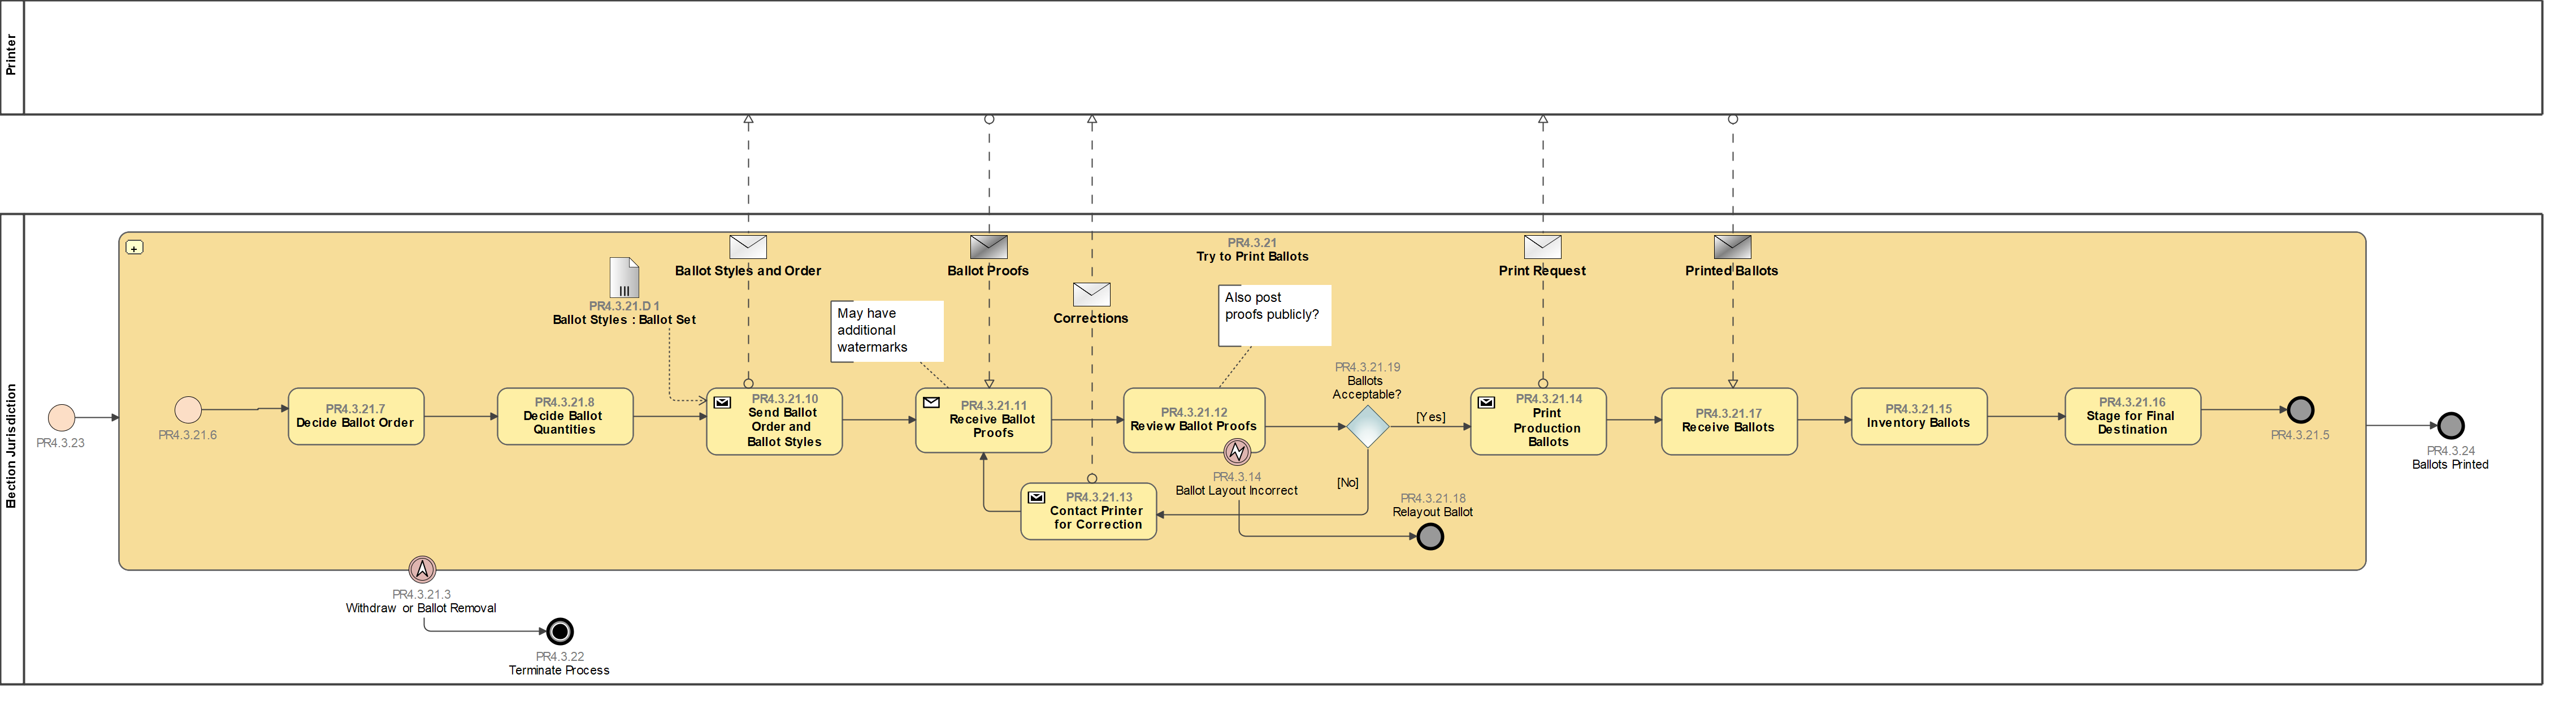 Printer
Election Jurisdiction
PR4.3.23
PR4.3.21
Try to Print Ballots
PR4.3.21.6
PR4.3.21.7
Decide Ballot Order
PR4.3.21.8
Decide Ballot
Quantities
PR4.3.21.D 1
Ballot Styles : Ballot Set
Ballot Styles and Order
PR4.3.21.10
Send Ballot
Order and
Ballot Styles
May have
additional
watermarks
Ballot Proofs
PR4.3.21.11
Receive Ballot
Proofs
Corrections
PR4.3.21.13
Contact Printer
for Correction
Also post
proofs publicly?
PR4.3.21.12
Review Ballot Proofs
PR4.3.14
Ballot Layout Incorrect
PR4.3.21.19
Ballots
Acceptable?
[Yes]
[No]
PR4.3.21.18
Relayout Ballot
Print Request
PR4.3.21.14
Print
Production
Ballots
Printed Ballots
PR4.3.21.17
Receive Ballots
PR4.3.21.15
Inventory Ballots
PR4.3.21.16
Stage for Final
Destination
PR4.3.21.5
PR4.3.24
Ballots Printed
PR4.3.21.3
Withdraw or Ballot Removal
PR4.3.22
Terminate Process